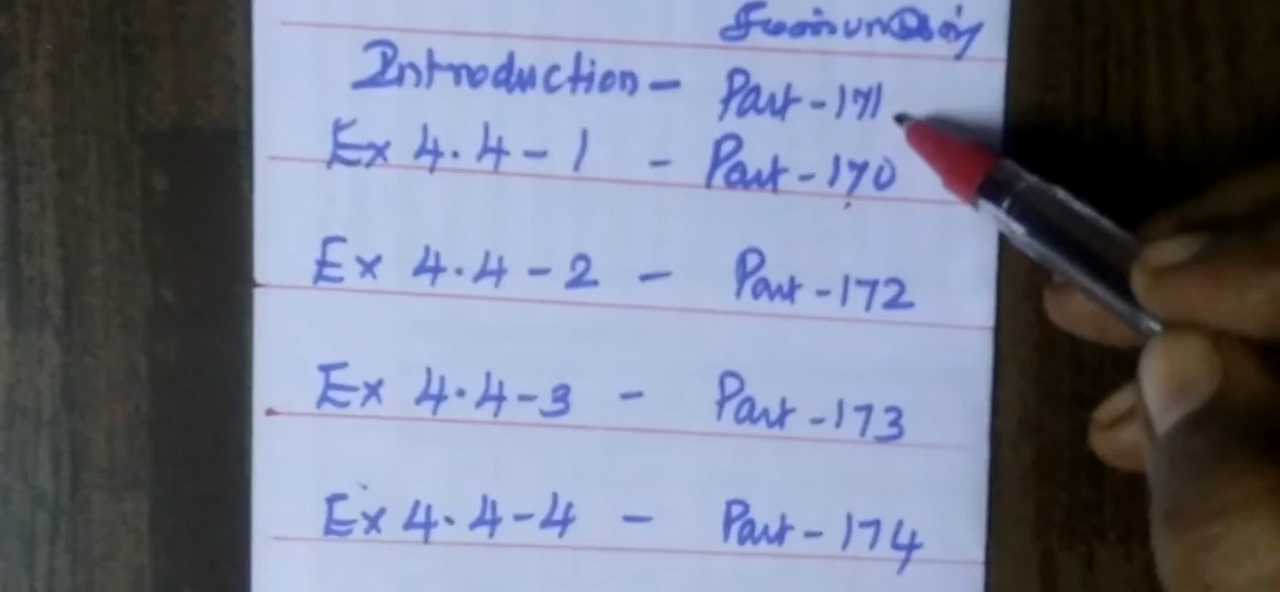 Introduction - Part - 171
Ex 4.4 - 1 - Part - 170
Ex 4.4 - 2 - Part - 172
Ex 4.4 - 3 - Part - 173
Ex 4.4 - 4 - Part - 174